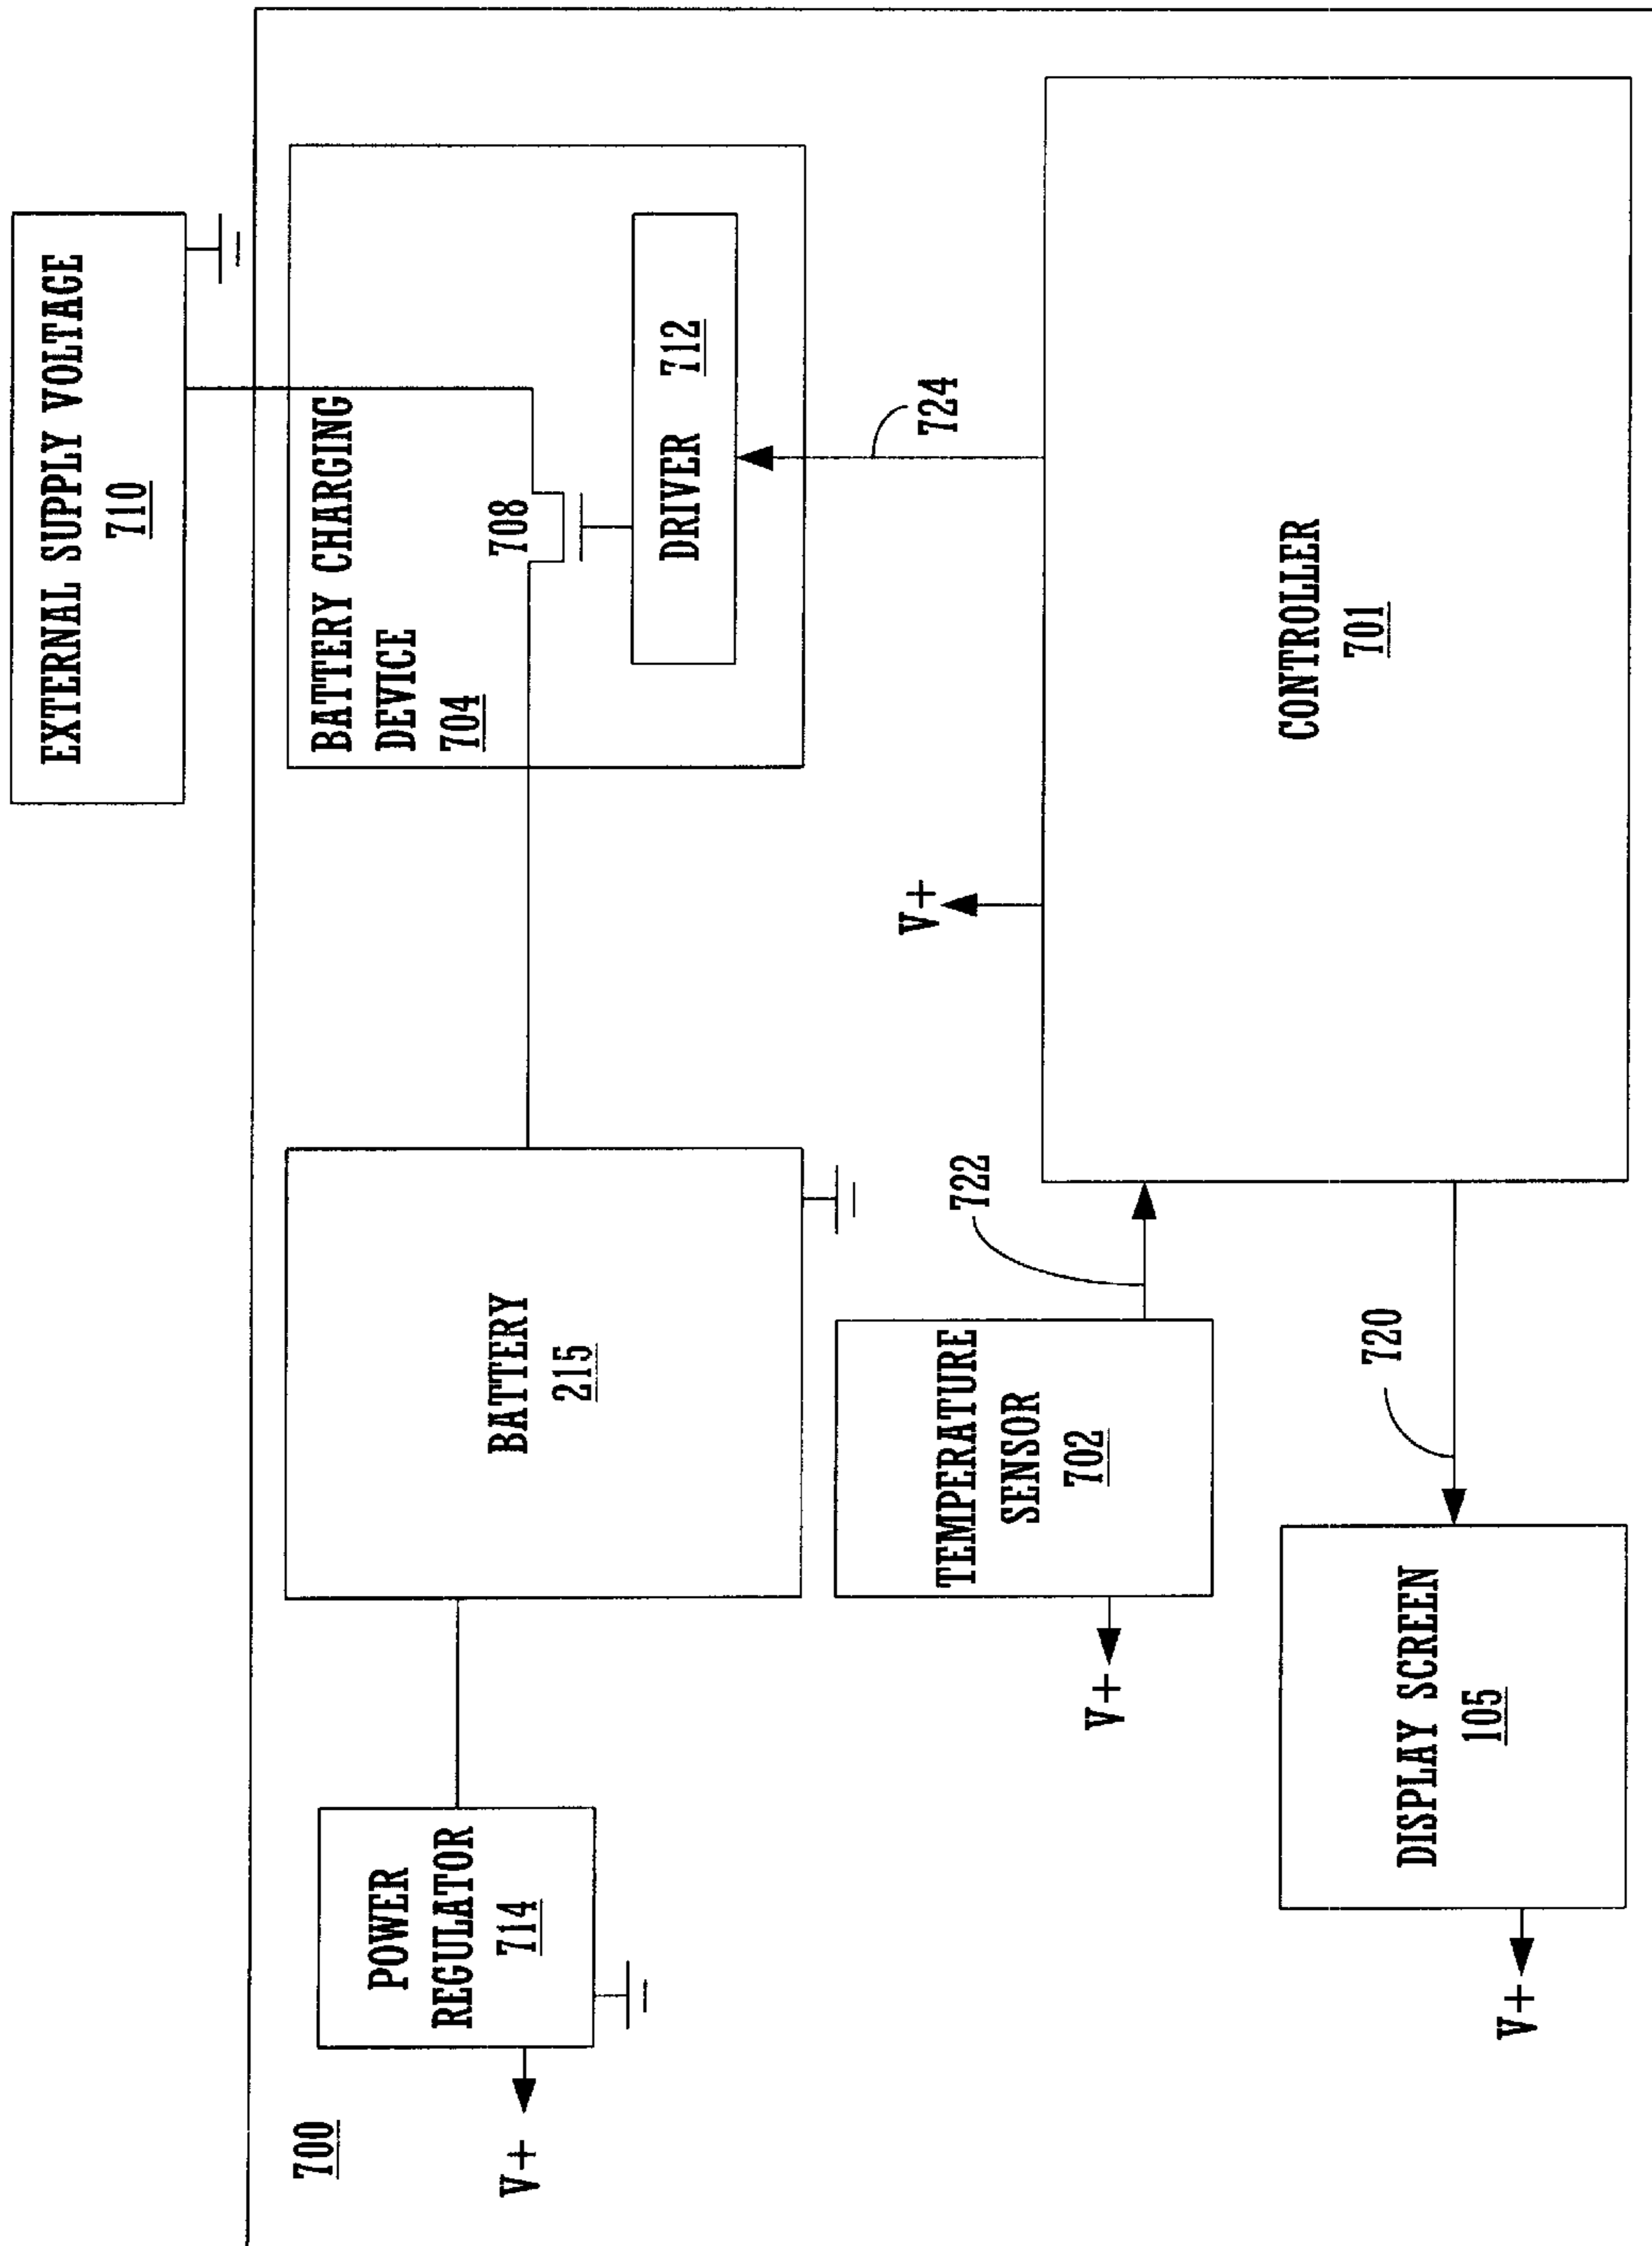 EXTERNAL SUPPLY VOLTAGE
710
700
POWER
REGULATOR
714
V+
BATTERY
215
BATTERY CHARGING
DEVICE
704
708
DRIVER 712
724
TEMPERATURE
SENSOR
702
V+
722
V+
CONTROLLER
701
DISPLAY SCREEN
105
V+
720